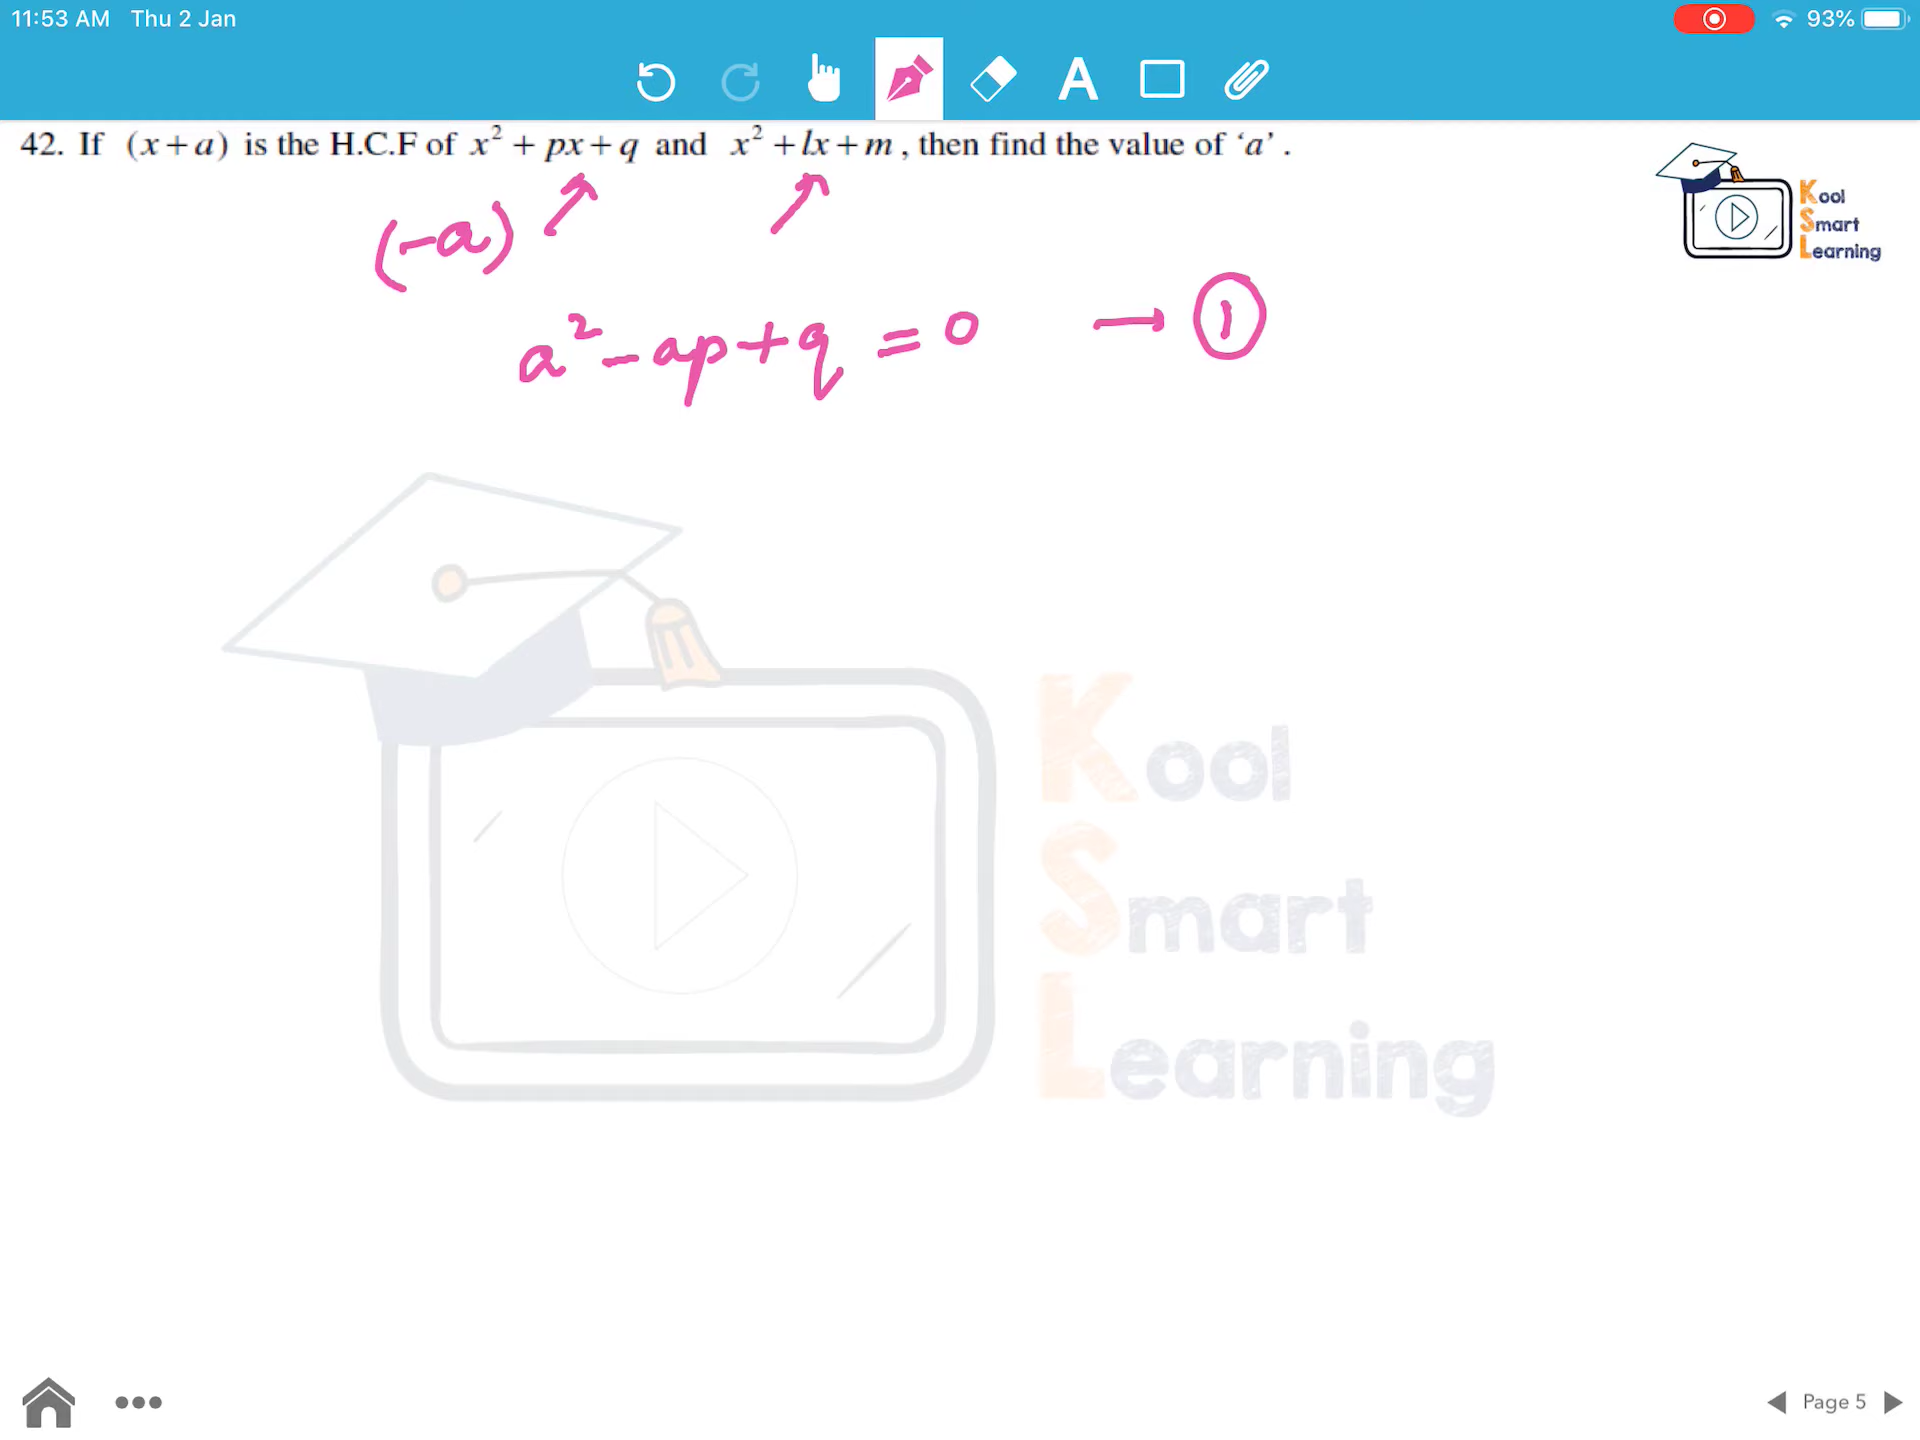 11:53 AM Thu 2 Jan 93%
A
42. If (x+a) is the H.C.F of x² + px+q and x² +lx+m, then find the value of ‘a’.
Kool
Smart
Learning
(-a)
a² - ap + q = 0 → ①
Kool
Smart
Learning
Page 5